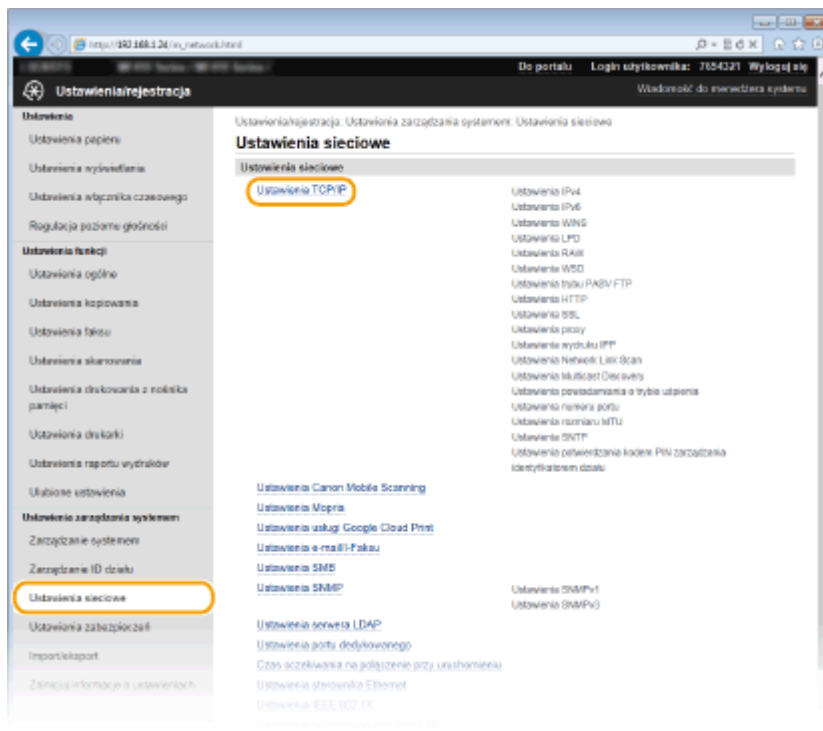 http://192.168.1.24/m_network.html
Do portalu Login użytkownika: 7654321 Wyloguj się
Ustawienia/rejestracja
Wiadomość do menedżera systemu
Ustawienia
Ustawienia papieru
Ustawienia wyświetlania
Ustawienia włącznika czasowego
Regulacja poziomu głośności
Ustawienia funkcji
Ustawienia ogólne
Ustawienia kopiowania
Ustawienia faksu
Ustawienia skanowania
Ustawienia drukowania z nośnika
pamięci
Ustawienia drukarki
Ustawienia raportu wydruków
Ulubione ustawienia
Ustawienia zarządzania systemem
Zarządzanie systemem
Zarządzanie ID działu
Ustawienia sieciowe
Ustawienia zabezpieczeń
Import/eksport
Zainicjuj informacje o ustawieniach
Ustawienia/rejestracja: Ustawienia zarządzania systemem: Ustawienia sieciowe
Ustawienia sieciowe
Ustawienia sieciowe
Ustawienia TCP/IP
Ustawienia IPv4
Ustawienia IPv6
Ustawienia WINS
Ustawienia LPD
Ustawienia RAW
Ustawienia WSD
Ustawienia trybu PASV FTP
Ustawienia HTTP
Ustawienia SSL
Ustawienia proxy
Ustawienia wydruku IPP
Ustawienia Network Link Scan
Ustawienia Multicast Discovery
Ustawienia powiadamiania o trybie uśpienia
Ustawienia numeru portu
Ustawienia rozmiaru MTU
Ustawienia SNTP
Ustawienia potwierdzania kodem PIN zarządzania
identyfikatorem działu
Ustawienia Canon Mobile Scanning
Ustawienia Mopria
Ustawienia usługi Google Cloud Print
Ustawienia e-mail/I-Faksu
Ustawienia SMB
Ustawienia SNMP
Ustawienia SNMPv1
Ustawienia SNMPv3
Ustawienia serwera LDAP
Ustawienia portu dedykowanego
Czas oczekiwania na połączenie przy uruchomieniu
Ustawienia sterownika Ethernet
Ustawienia IEEE 802.1X